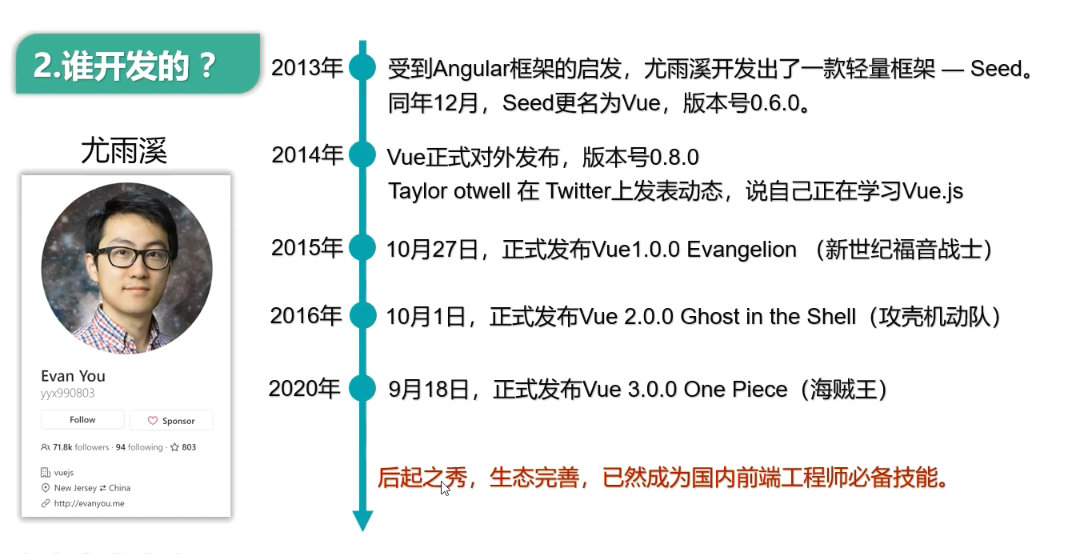 2.谁开发的？
尤雨溪
Evan You
yyx990803
Follow
Sponsor
71.8k followers · 94 following · 803
vuejs
New Jersey ⇄ China
http://evanyou.me
2013年
受到Angular框架的启发，尤雨溪开发出了一款轻量框架 — Seed。
同年12月，Seed更名为Vue，版本号0.6.0。
2014年
Vue正式对外发布，版本号0.8.0
Taylor otwell 在 Twitter上发表动态，说自己正在学习Vue.js
2015年
10月27日，正式发布Vue1.0.0 Evangelion （新世纪福音战士）
2016年
10月1日，正式发布Vue 2.0.0 Ghost in the Shell（攻壳机动队）
2020年
9月18日，正式发布Vue 3.0.0 One Piece（海贼王）
后起之秀，生态完善，已然成为国内前端工程师必备技能。